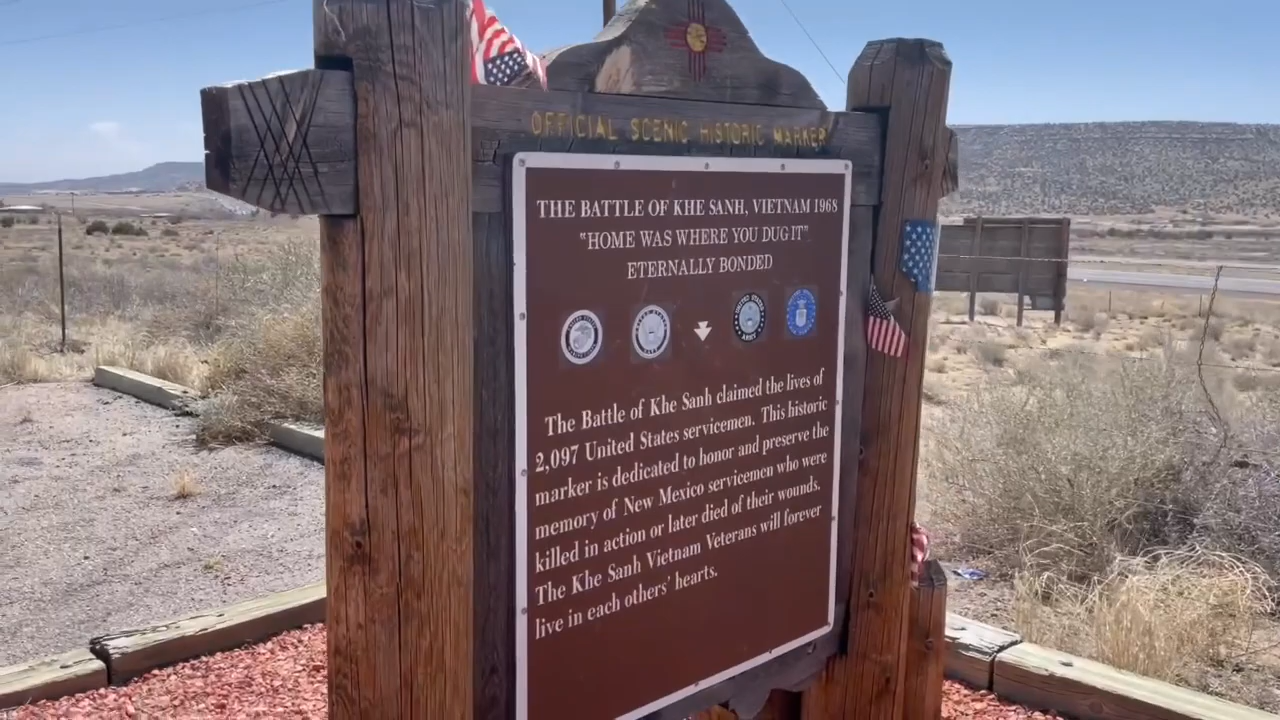 OFFICIAL SCENIC HISTORIC MARKER
THE BATTLE OF KHE SANH, VIETNAM 1968
"HOME WAS WHERE YOU DUG IT"
ETERNALLY BONDED
The Battle of Khe Sanh claimed the lives of
2,097 United States servicemen. This historic
marker is dedicated to honor and preserve the
memory of New Mexico servicemen who were
killed in action or later died of their wounds.
The Khe Sanh Vietnam Veterans will forever
live in each others' hearts.